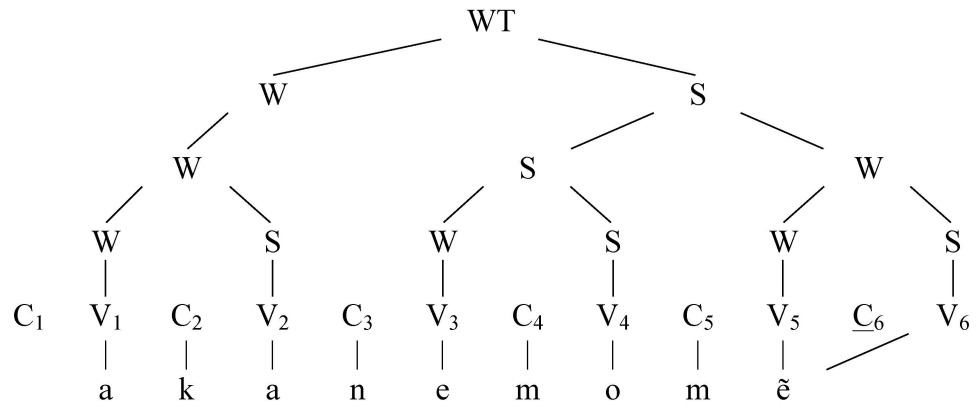 WT
W S
W S W
W S W S W S
C₁ V₁ C₂ V₂ C₃ V₃ C₄ V₄ C₅ V₅ C₆ V₆
a k a n e m o m ẽ